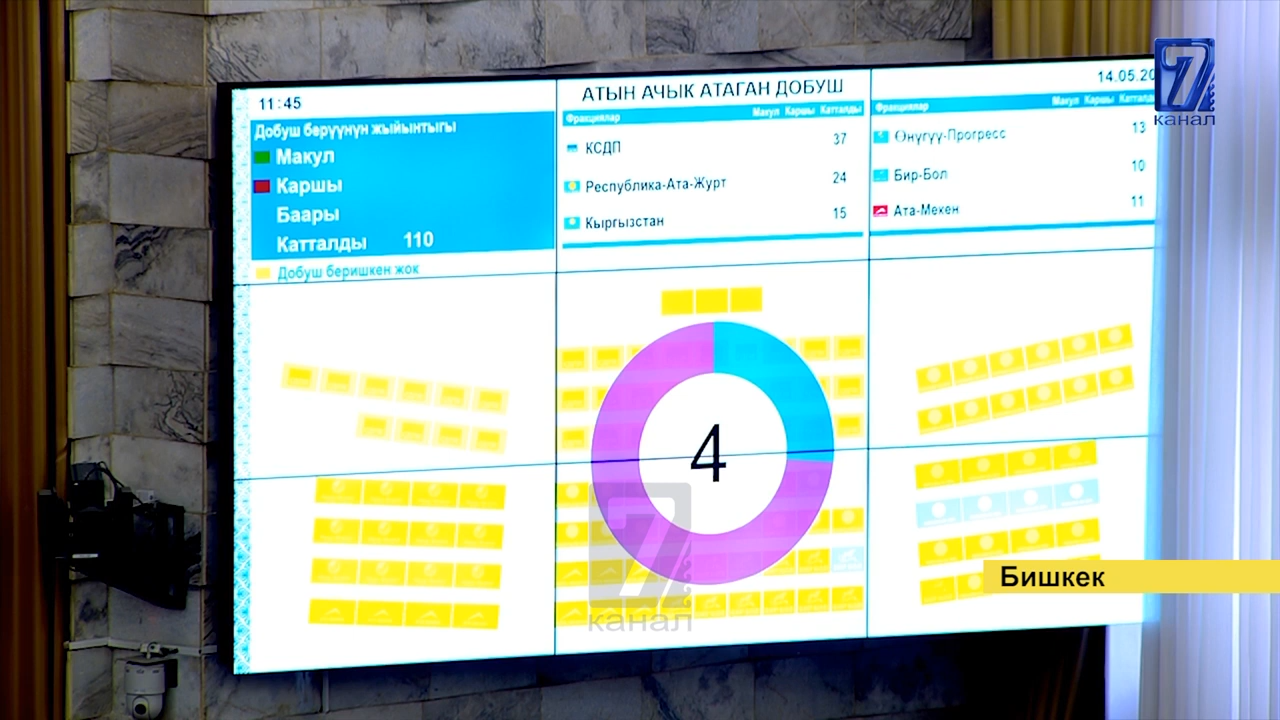 7
канал
11:45
АТЫН АЧЫК АТАГАН ДОБУШ
14.05.20
Добуш берүүнүн жыйынтыгы
Макул
Каршы
Баары
Катталды 110
Добуш беришкен жок
Фракциялар Макул Каршы Катталды
КСДП 37
Республика-Ата-Журт 24
Кыргызстан 15
Фракциялар Макул Каршы Катталды
Өнүгүү-Прогресс 13
Бир-Бол 10
Ата-Мекен 11
4
7
канал
Бишкек